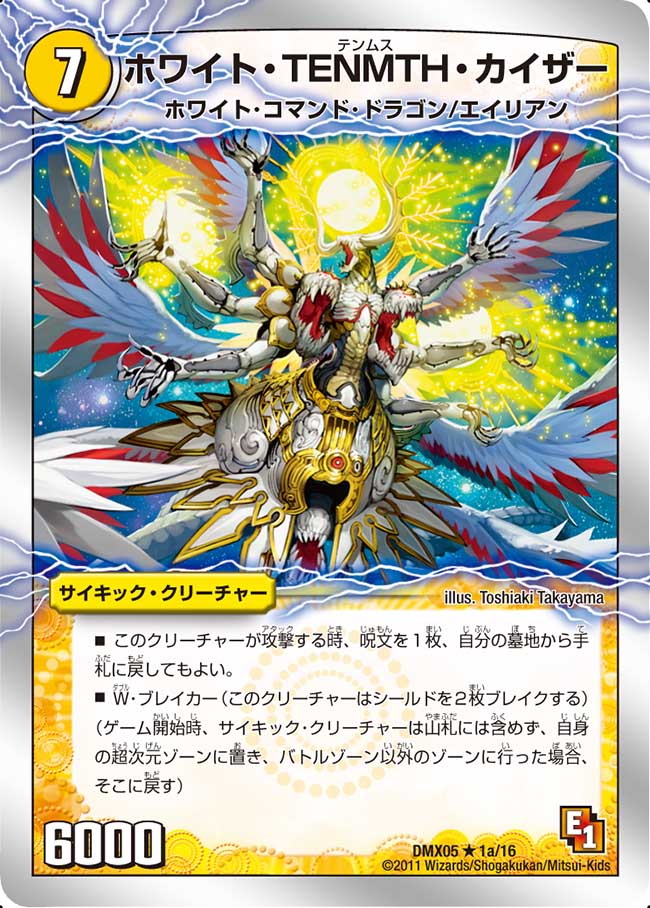 7
テンムス
ホワイト・TENMTH・カイザー
ホワイト・コマンド・ドラゴン/エイリアン
サイキック・クリーチャー
illus. Toshiaki Takayama
■ このクリーチャーが攻撃する時、呪文を1枚、自分の墓地から手
札に戻してもよい。
■ W・ブレイカー（このクリーチャーはシールドを2枚ブレイクする）
（ゲーム開始時、サイキック・クリーチャーは山札には含めず、自身
の超次元ゾーンに置き、バトルゾーン以外のゾーンに行った場合、
そこに戻す）
6000
E1
DMX05 ★ 1a/16
©2011 Wizards/Shogakukan/Mitsui-Kids